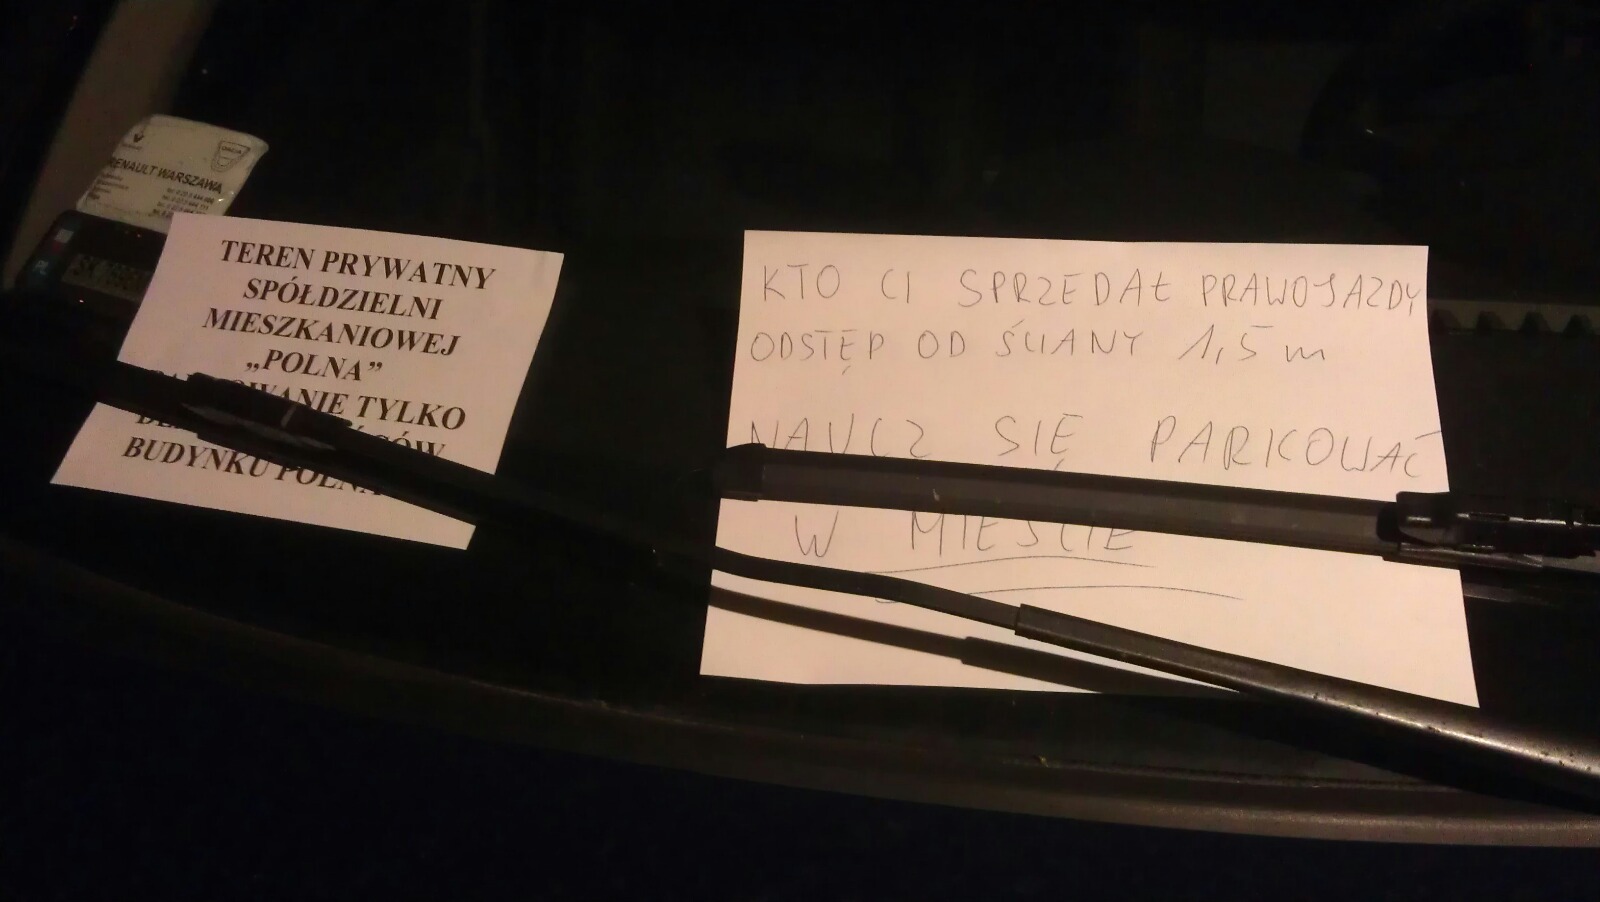 RENAULT WARSZAWA
TEREN PRYWATNY
SPÓŁDZIELNI
MIESZKANIOWEJ
„POLNA”
TYLKO
BUDYNKU POLNA
KTO CI SPRZEDAŁ PRAWOJAZDY
ODSTĘP OD ŚCIANY 1,5 m
NAUCZ SIĘ PARKOWAĆ
W MIEŚCIE